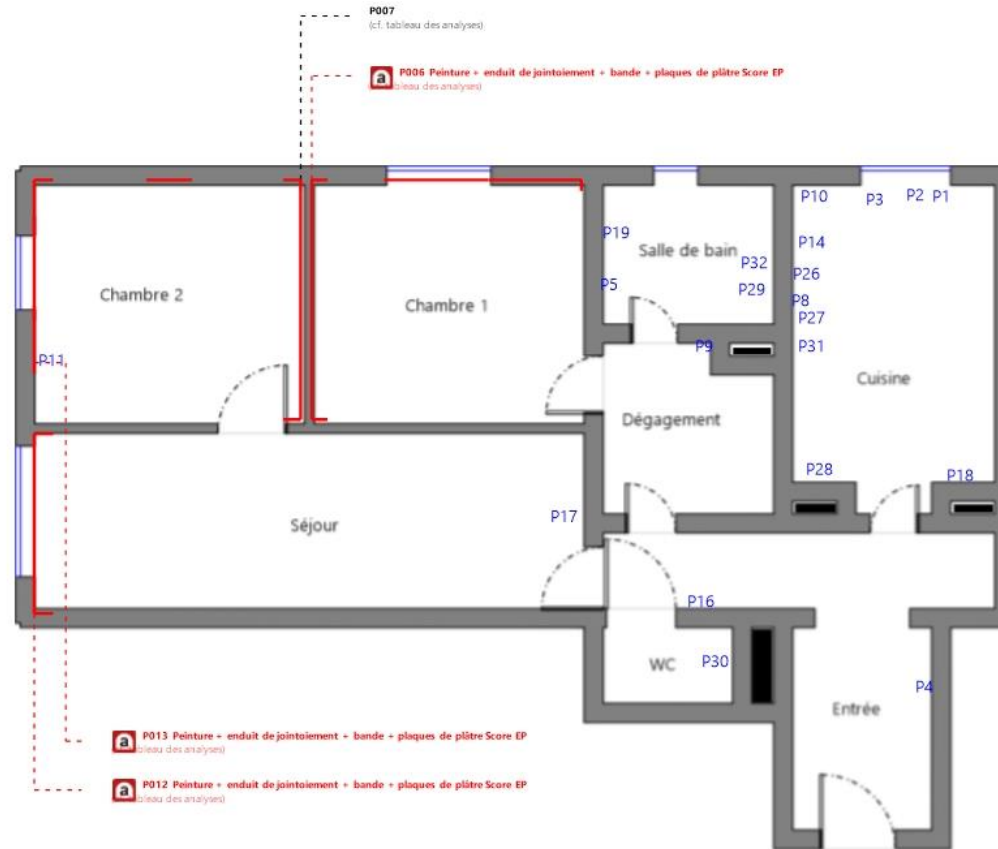 P007
(cf. tableau des analyses)
a P006 Peinture + enduit de jointoiement + bande + plaques de plâtre Score EP
bleau des analyses)
P10 P3 P2 P1
P19 Salle de bain P14
P32 P26
P5 P29 P8
Chambre 2 Chambre 1 P27
P11 P9 P31
Cuisine
Dégagement
P28 P18
Séjour P17
P16
WC P30
P4
Entrée
a P013 Peinture + enduit de jointoiement + bande + plaques de plâtre Score EP
bleau des analyses)
a P012 Peinture + enduit de jointoiement + bande + plaques de plâtre Score EP
tableau des analyses)